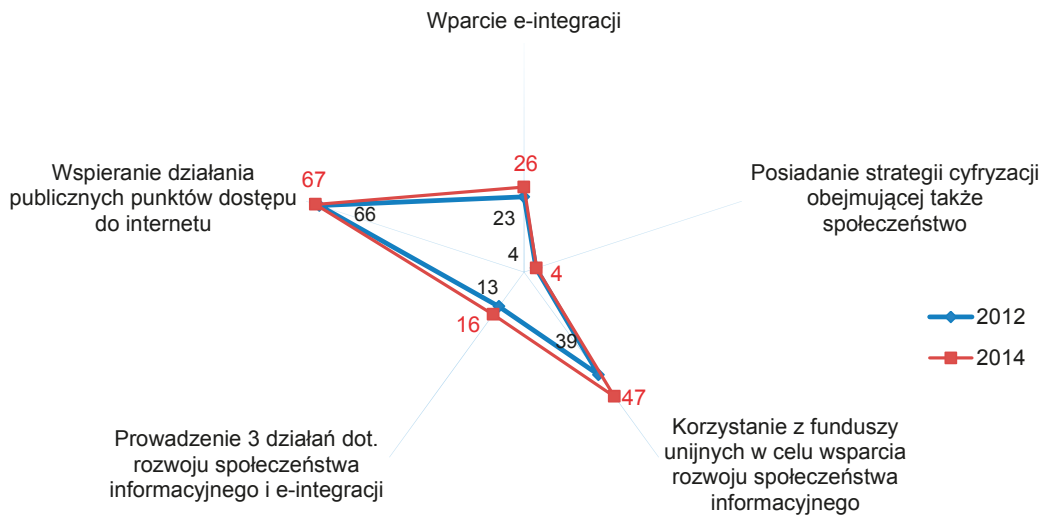 Wparcie e-integracji
Wspieranie działania
publicznych punktów dostępu
do internetu
67
66
26
23
4
4
Posiadanie strategii cyfryzacji
obejmującej także
społeczeństwo
13
16
39
47
2012
2014
Prowadzenie 3 działań dot.
rozwoju społeczeństwa
informacyjnego i e-integracji
Korzystanie z funduszy
unijnych w celu wsparcia
rozwoju społeczeństwa
informacyjnego